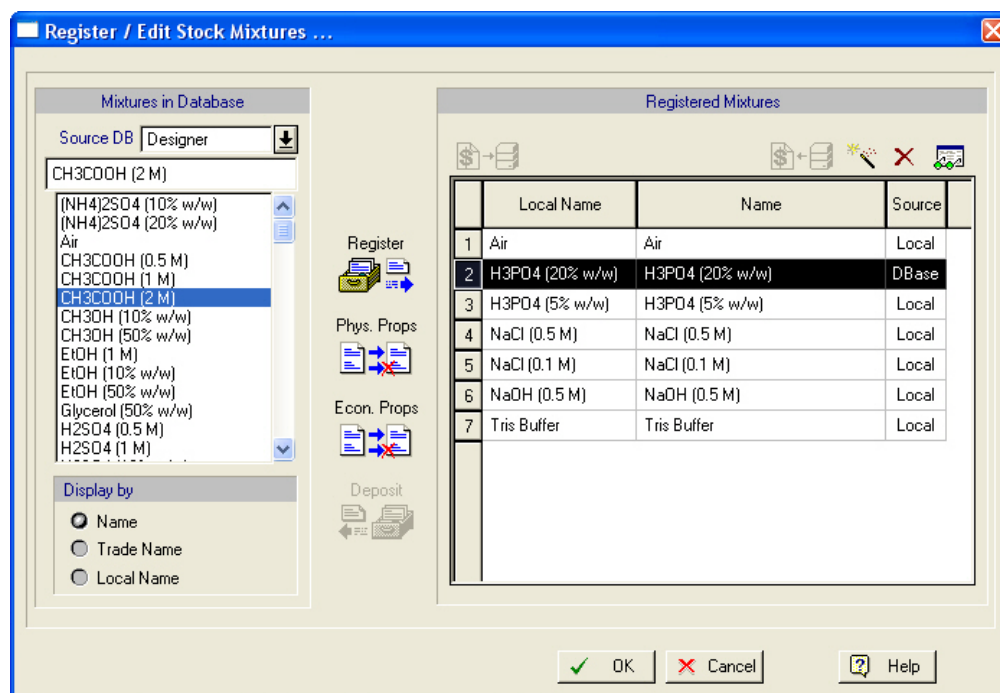 Register / Edit Stock Mixtures ...
Mixtures in Database
Source DB Designer
CH3COOH (2 M)
(NH4)2SO4 (10% w/w)
(NH4)2SO4 (20% w/w)
Air
CH3COOH (0.5 M)
CH3COOH (1 M)
CH3COOH (2 M)
CH3OH (10% w/w)
CH3OH (50% w/w)
EtOH (1 M)
EtOH (10% w/w)
EtOH (50% w/w)
Glycerol (50% w/w)
H2SO4 (0.5 M)
H2SO4 (1 M)
Display by
Name
Trade Name
Local Name
Register
Phys. Props
Econ. Props
Deposit
Registered Mixtures
Local Name Name Source
1 Air Air Local
2 H3PO4 (20% w/w) H3PO4 (20% w/w) DBase
3 H3PO4 (5% w/w) H3PO4 (5% w/w) Local
4 NaCl (0.5 M) NaCl (0.5 M) Local
5 NaCl (0.1 M) NaCl (0.1 M) Local
6 NaOH (0.5 M) NaOH (0.5 M) Local
7 Tris Buffer Tris Buffer Local
OK Cancel Help